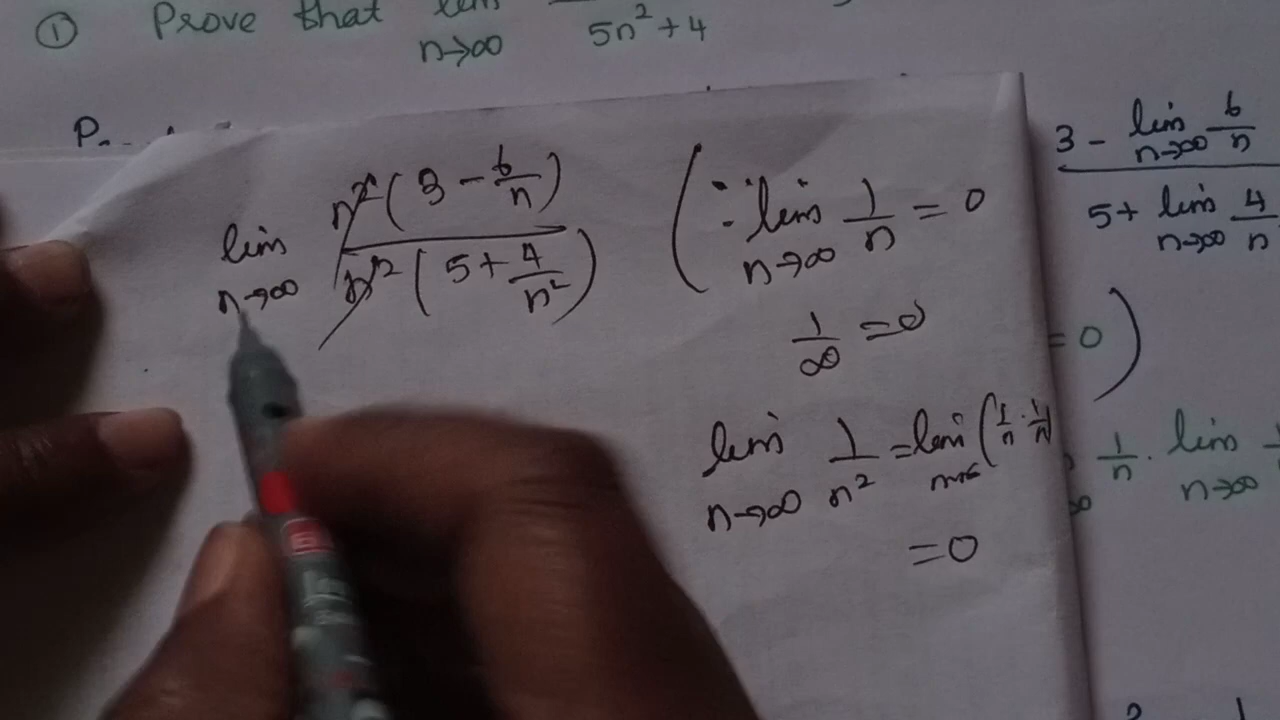 ① Prove that lim
n→∞ 5n²+4
lim n→∞ n²(3 - 6/n) / n²(5 + 4/n²) (∵ lim n→∞ 1/n = 0
1/∞ = 0
lim n→∞ 1/n² = lim (1/n · 1/n)
= 0
3 - lim n→∞ 6/n
5 + lim n→∞ 4/n
= 0)
1/n · lim n→∞